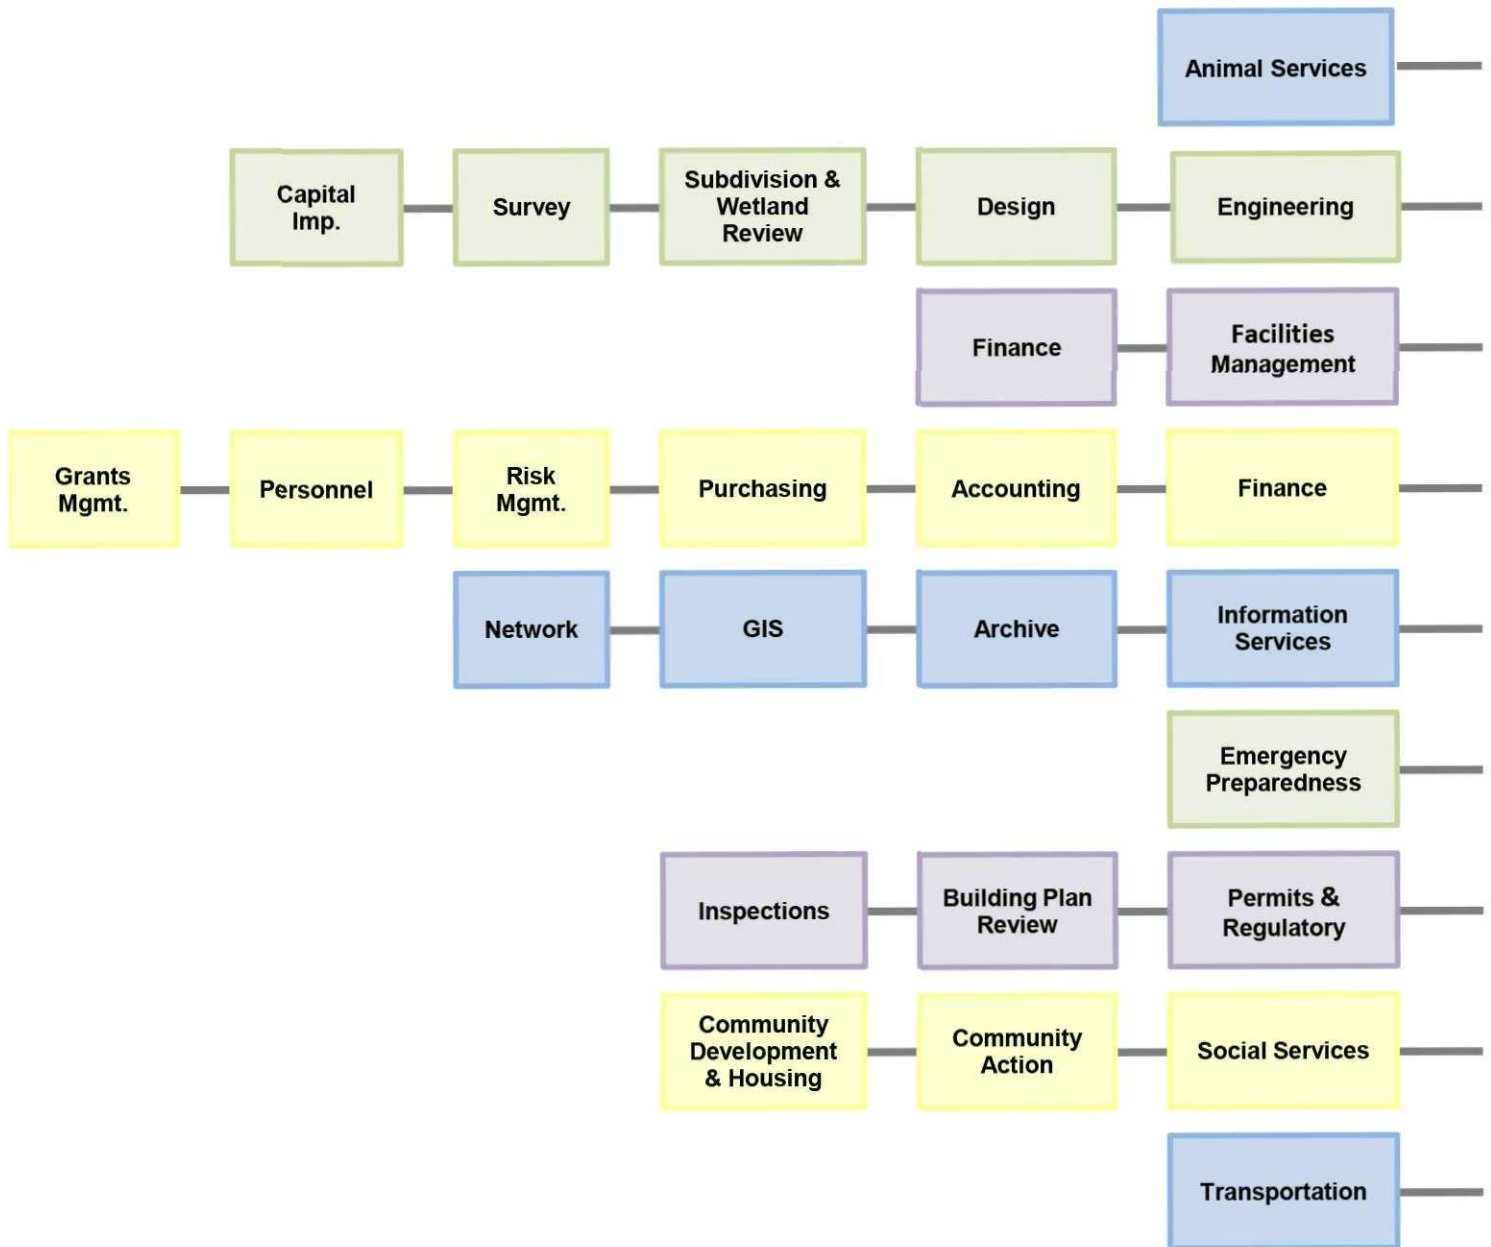 Animal Services
Capital
Imp.
Survey
Subdivision &
Wetland
Review
Design
Engineering
Finance
Facilities
Management
Grants
Mgmt.
Personnel
Risk
Mgmt.
Purchasing
Accounting
Finance
Network
GIS
Archive
Information
Services
Emergency
Preparedness
Inspections
Building Plan
Review
Permits &
Regulatory
Community
Development
& Housing
Community
Action
Social Services
Transportation